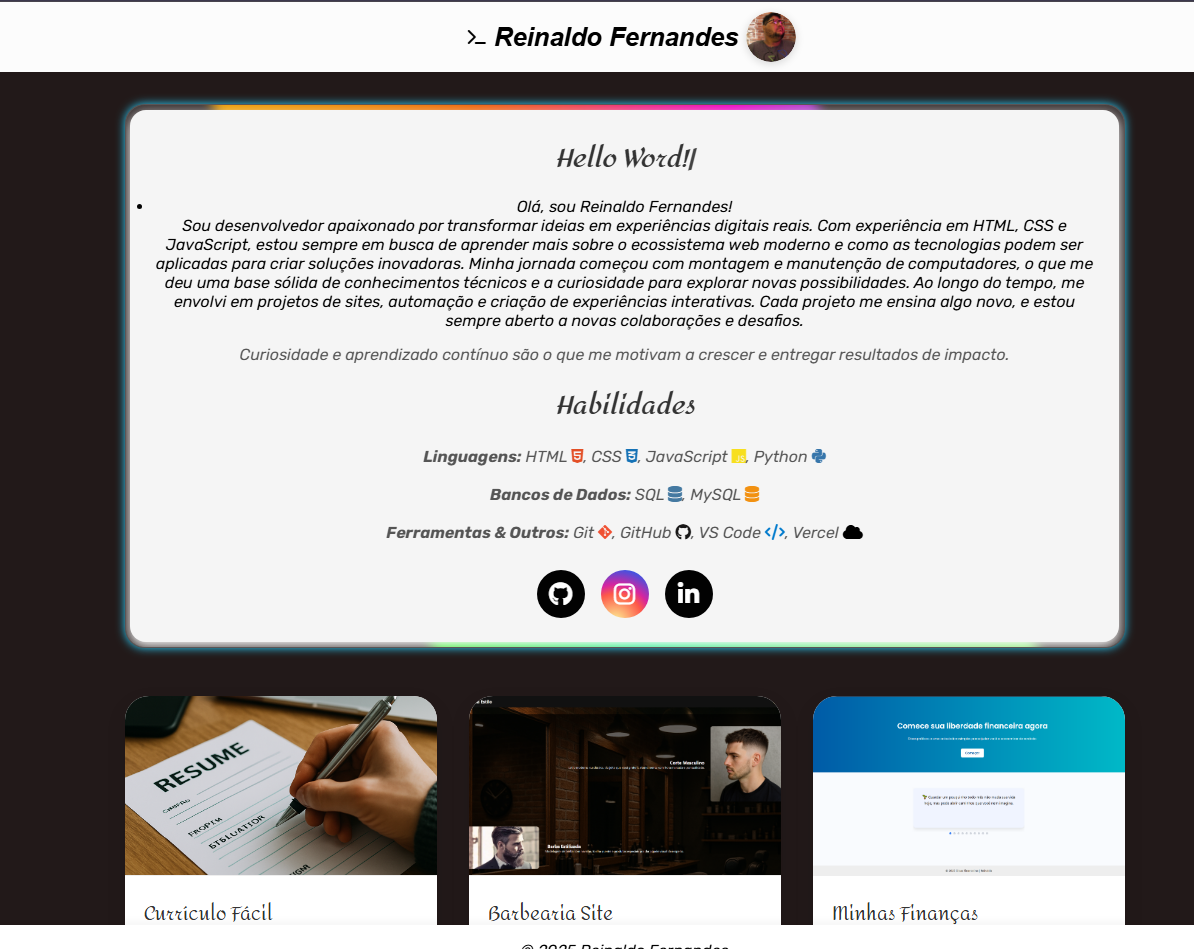 Reinaldo Fernandes
Hello Word!|
Olá, sou Reinaldo Fernandes!
Sou desenvolvedor apaixonado por transformar ideias em experiências digitais reais. Com experiência em HTML, CSS e
JavaScript, estou sempre em busca de aprender mais sobre o ecossistema web moderno e como as tecnologias podem ser
aplicadas para criar soluções inovadoras. Minha jornada começou com montagem e manutenção de computadores, o que me
deu uma base sólida de conhecimentos técnicos e a curiosidade para explorar novas possibilidades. Ao longo do tempo, me
envolvi em projetos de sites, automação e criação de experiências interativas. Cada projeto me ensina algo novo, e estou
sempre aberto a novas colaborações e desafios.
Curiosidade e aprendizado contínuo são o que me motivam a crescer e entregar resultados de impacto.
Habilidades
Linguagens: HTML, CSS, JavaScript, Python
Bancos de Dados: SQL, MySQL
Ferramentas & Outros: Git, GitHub, VS Code, Vercel
RESUME
Corte Masculino
Comece sua liberdade financeira agora
Currículo Fácil
Barbearia Site
Minhas Finanças
© 2025 Reinaldo Fernandes